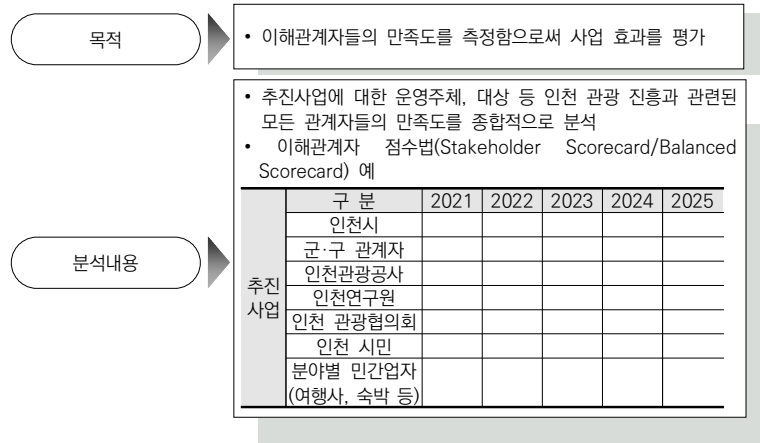 목적
• 이해관계자들의 만족도를 측정함으로써 사업 효과를 평가
분석내용
• 추진사업에 대한 운영주체, 대상 등 인천 관광 진흥과 관련된
모든 관계자들의 만족도를 종합적으로 분석
• 이해관계자 점수법(Stakeholder Scorecard/Balanced
Scorecard) 예
구 분 2021 2022 2023 2024 2025
추진
사업
인천시
군·구 관계자
인천관광공사
인천연구원
인천 관광협의회
인천 시민
분야별 민간업자
(여행사, 숙박 등)